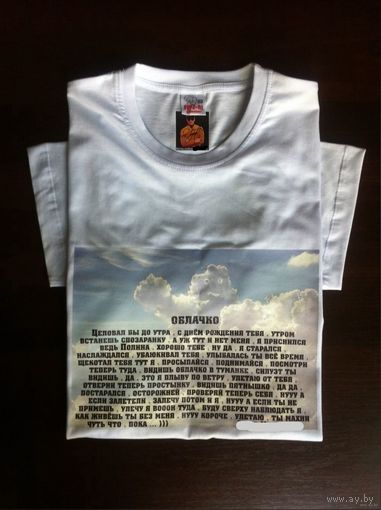 ОБЛАЧКО
Целовал бы до утра . С днём рождения тебя . Утром
встанешь спозаранку . А уж тут и нет меня . Я приснился
ведь Полина . Хорошо тебе . Ну да . Я старался .
Наслаждался . Убаюкивал тебя . Улыбалась ты всё время .
Щекотал тебя тут я . Просыпайся . Поднимайся . Посмотри
теперь туда . Видишь облачко в туманке . Силуэт ты
видишь . Да . Это я плыву по ветру . Улетаю от тебя .
Отверни теперь простынку . Видишь пятнышко . Да да .
Постарался . Осторожней . Проверяй теперь себя . Нууу а
если залетели . Залечу потом и я . Нууу а если ты не
примешь . Улечу я вооон туда . Буду сверху наблюдать я .
Как живёшь ты без меня . Нууу короче . Улетаю . Ты махни
чуть что . Пока ... )))
www.ay.by